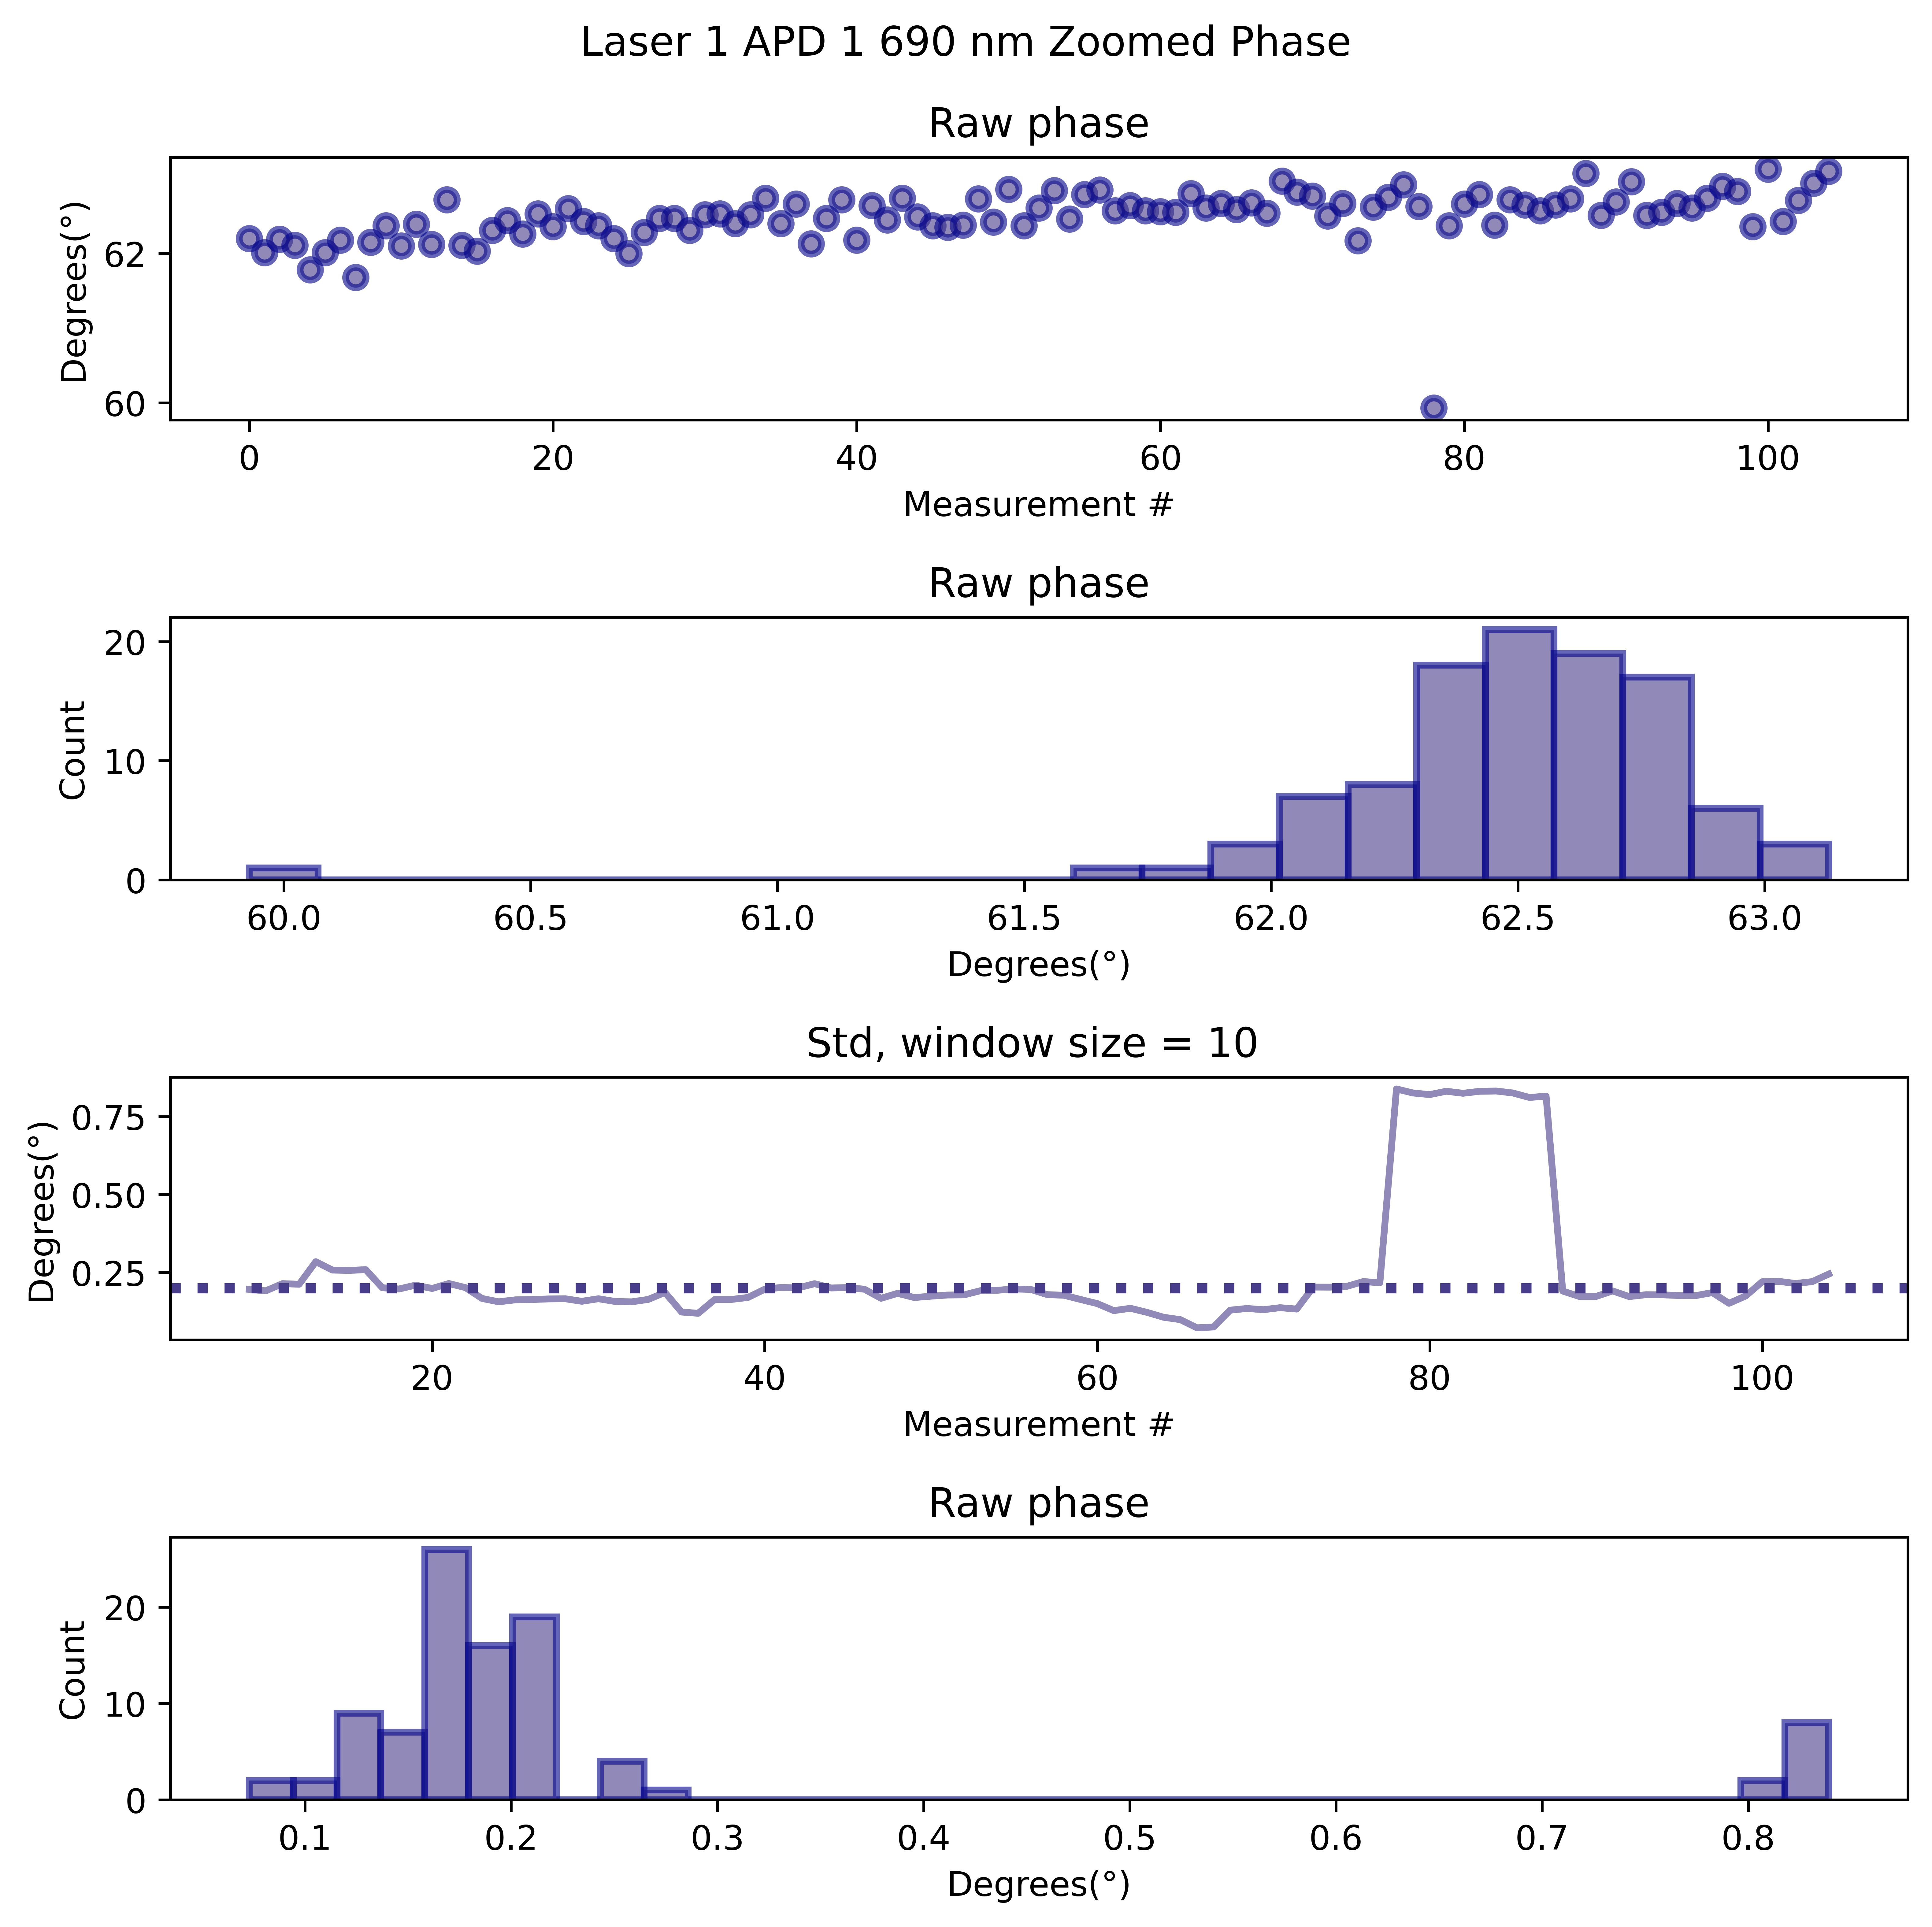 Laser 1 APD 1 690 nm Zoomed Phase
Raw phase
Degrees(°)
62
60
0 20 40 60 80 100
Measurement #
Raw phase
Count
20
10
0
60.0 60.5 61.0 61.5 62.0 62.5 63.0
Degrees(°)
Std, window size = 10
Degrees(°)
0.75
0.50
0.25
20 40 60 80 100
Measurement #
Raw phase
Count
20
10
0
0.1 0.2 0.3 0.4 0.5 0.6 0.7 0.8
Degrees(°)